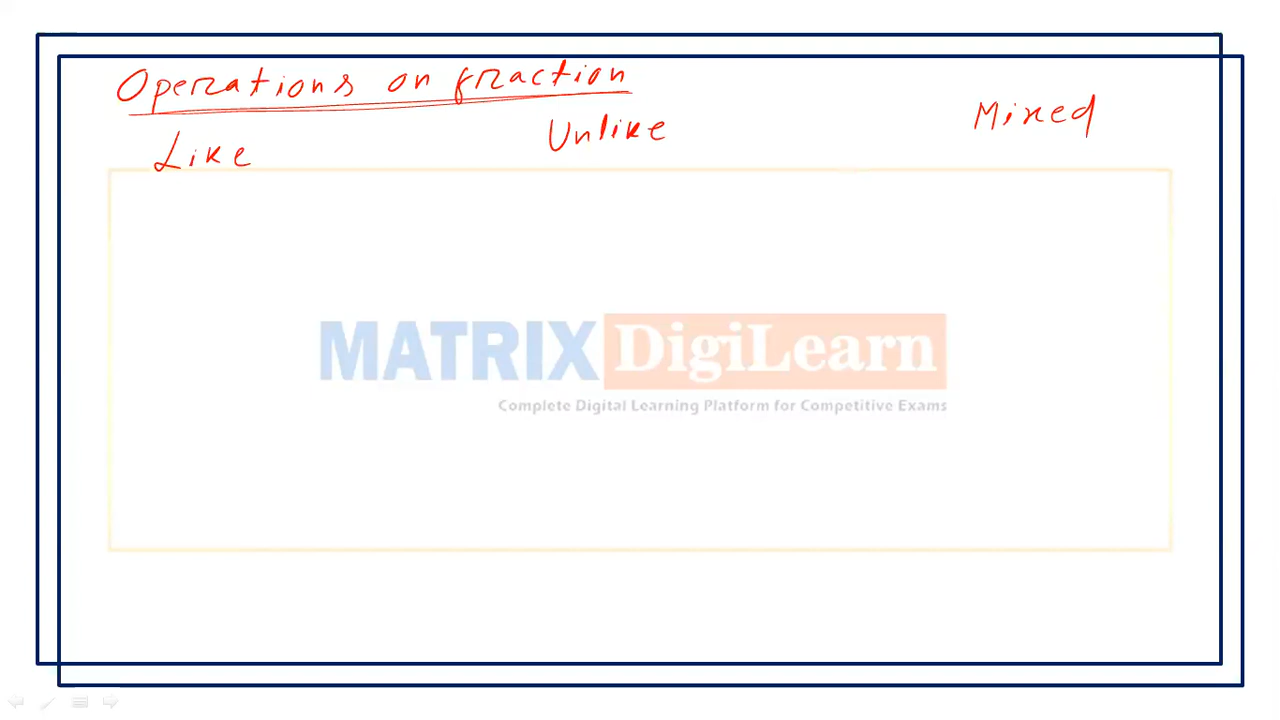 Operations on fraction
Like Unlike Mixed
MATRIX DigiLearn
Complete Digital Learning Platform for Competitive Exams